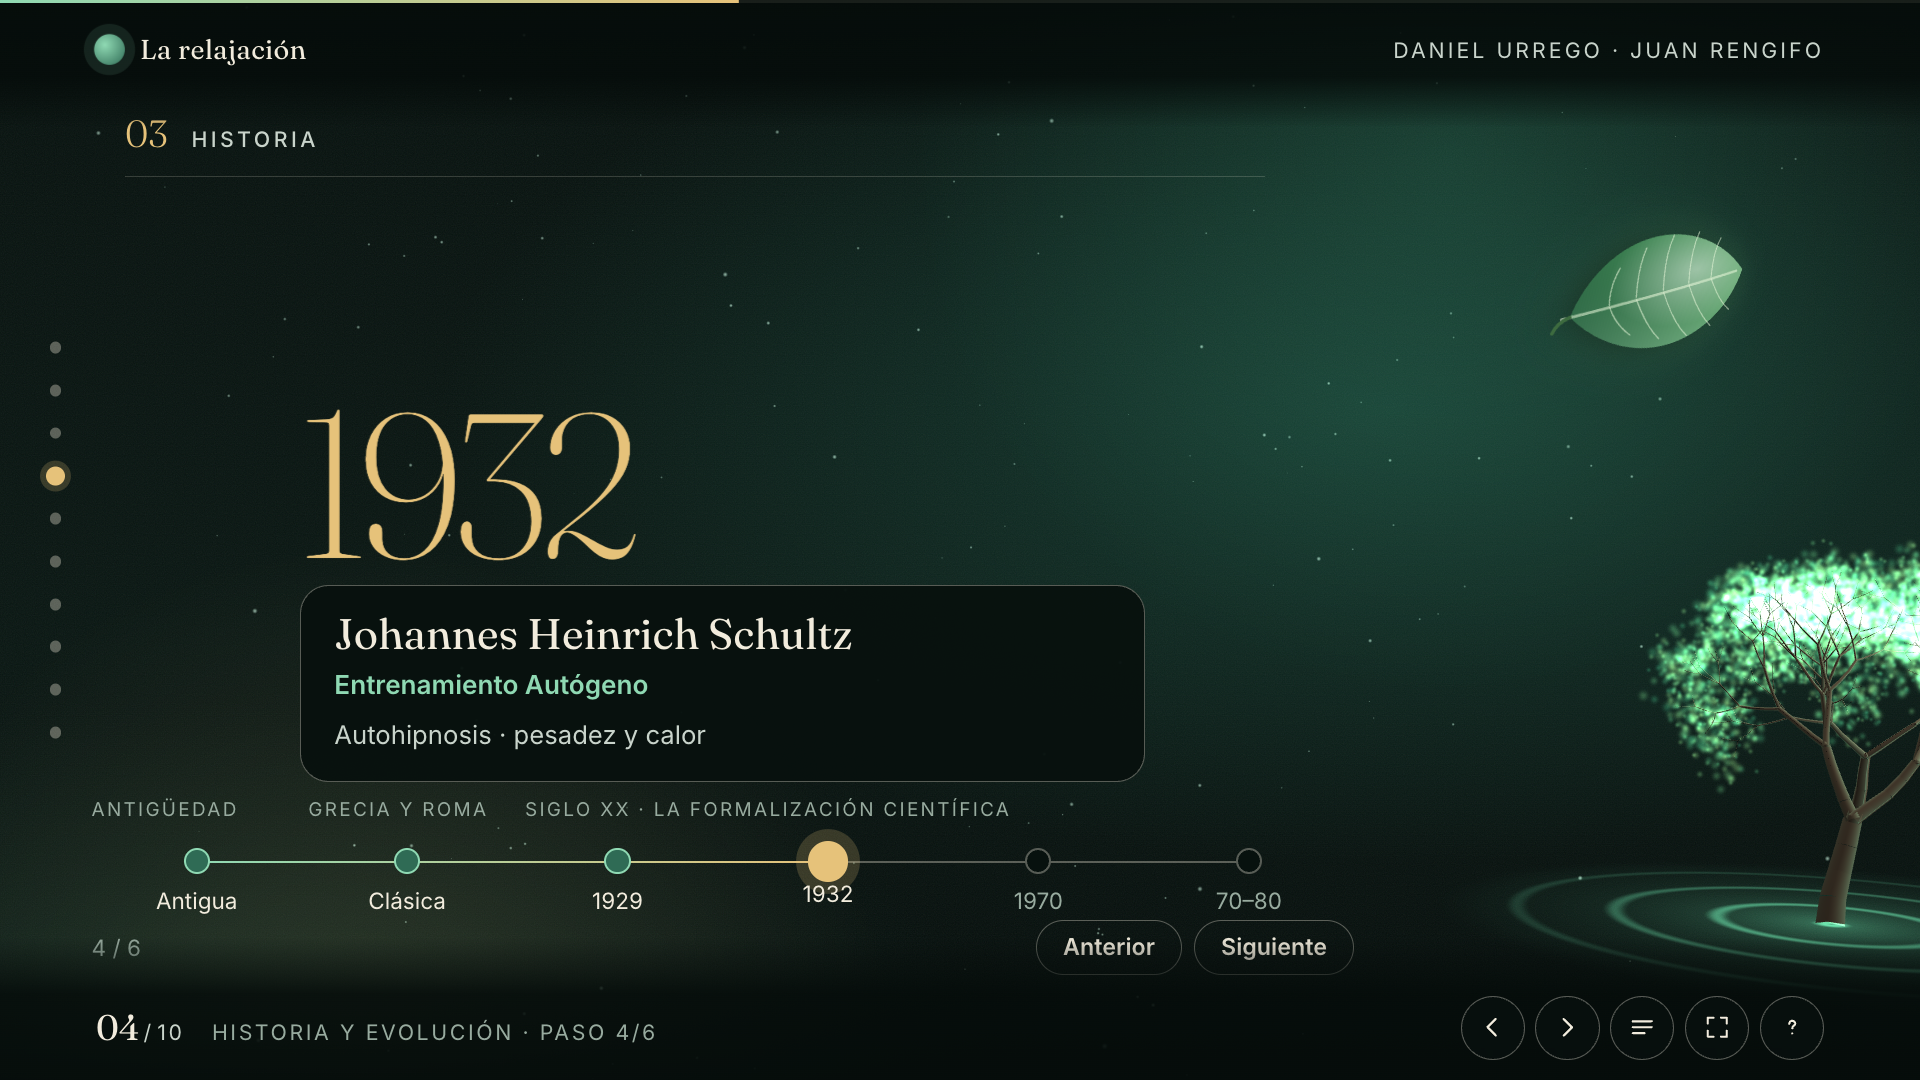 La relajación
DANIEL URREGO · JUAN RENGIFO
03 HISTORIA
1932
Johannes Heinrich Schultz
Entrenamiento Autógeno
Autohipnosis · pesadez y calor
ANTIGÜEDAD GRECIA Y ROMA SIGLO XX · LA FORMALIZACIÓN CIENTÍFICA
Antigua Clásica 1929 1932 1970 70–80
4 / 6 Anterior Siguiente
04 / 10 HISTORIA Y EVOLUCIÓN · PASO 4/6 ?